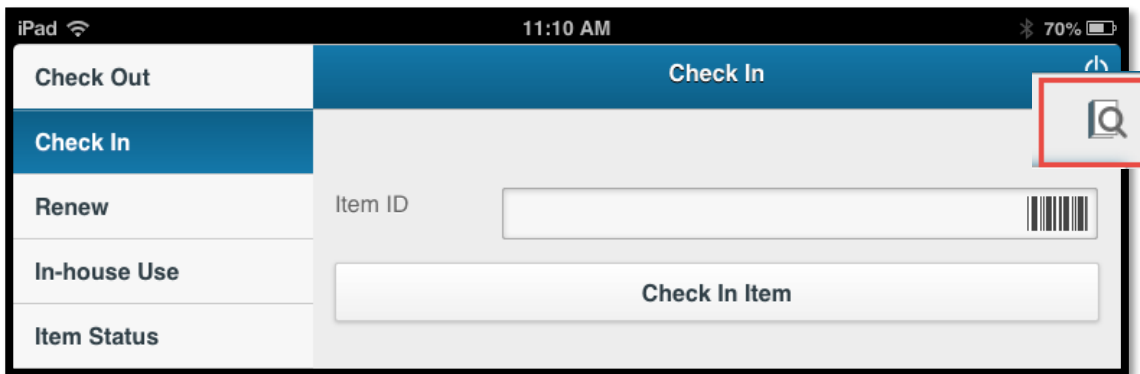 iPad 11:10 AM 70%
Check Out
Check In
Check In
Renew
Item ID
In-house Use
Check In Item
Item Status